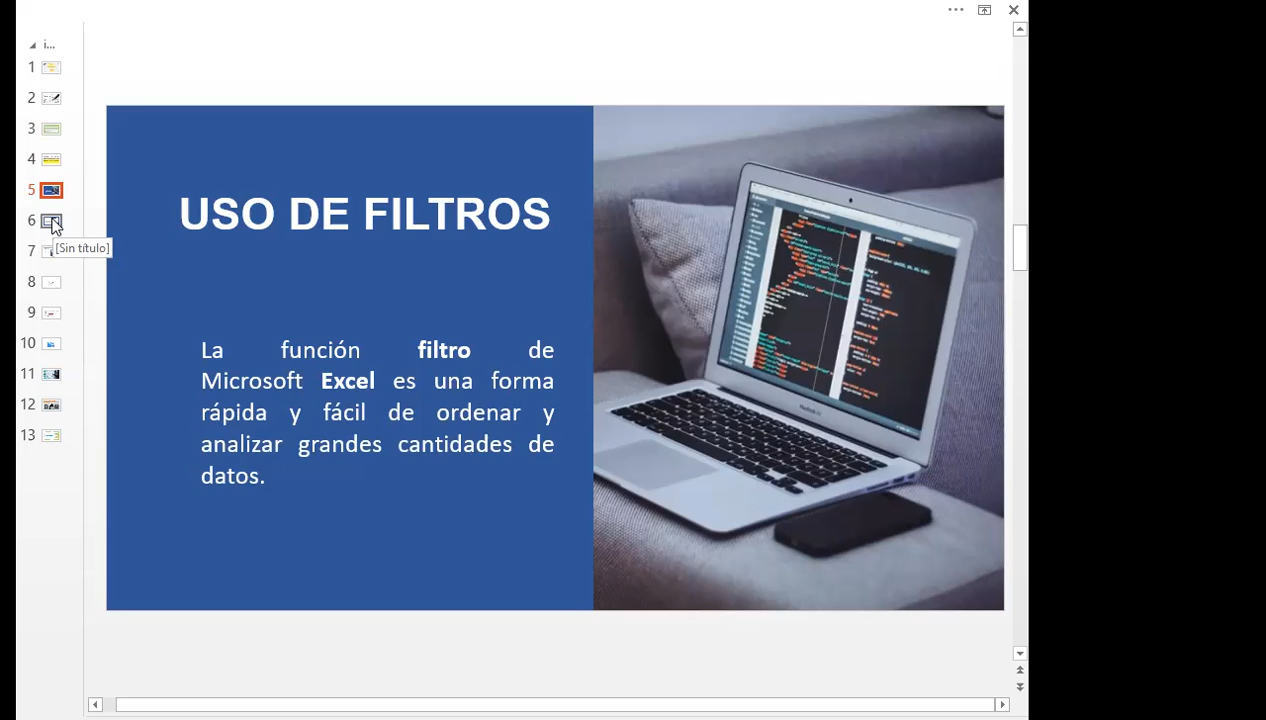 i...
1
2
3
4
5
6
[Sin título]
7
8
9
10
11
12
13
USO DE FILTROS
La función filtro de
Microsoft Excel es una forma
rápida y fácil de ordenar y
analizar grandes cantidades de
datos.